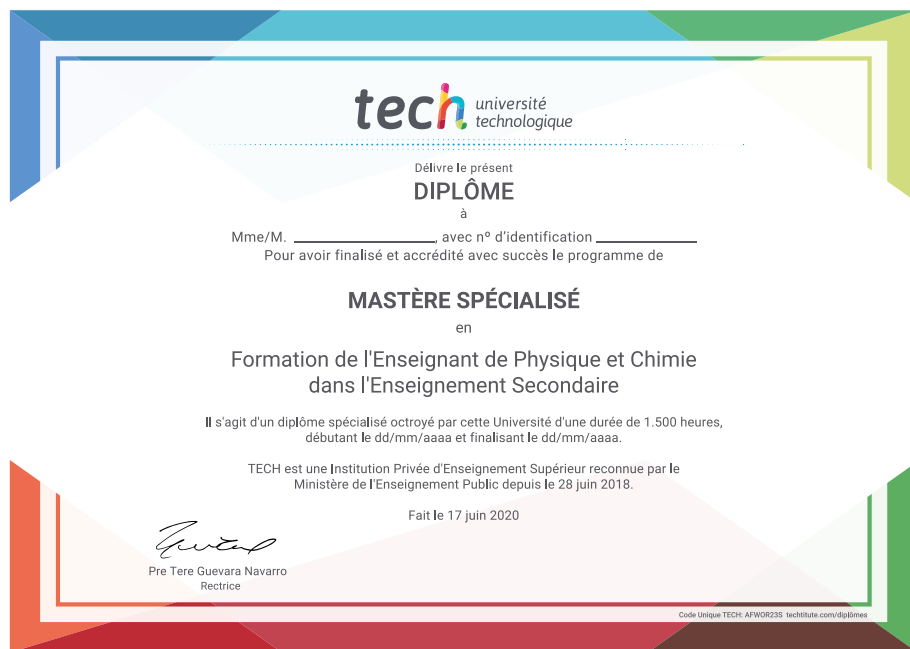 tech université
technologique
Délivre le présent
DIPLÔME
à
Mme/M. ____________, avec nº d'identification ____________
Pour avoir finalisé et accrédité avec succès le programme de
MASTÈRE SPÉCIALISÉ
en
Formation de l'Enseignant de Physique et Chimie
dans l'Enseignement Secondaire
Il s'agit d'un diplôme spécialisé octroyé par cette Université d'une durée de 1.500 heures,
débutant le dd/mm/aaaa et finalisant le dd/mm/aaaa.
TECH est une Institution Privée d'Enseignement Supérieur reconnue par le
Ministère de l'Enseignement Public depuis le 28 juin 2018.
Fait le 17 juin 2020
Pre Tere Guevara Navarro
Rectrice
Code Unique TECH: AFWOR23S techtitute.com/diplômes